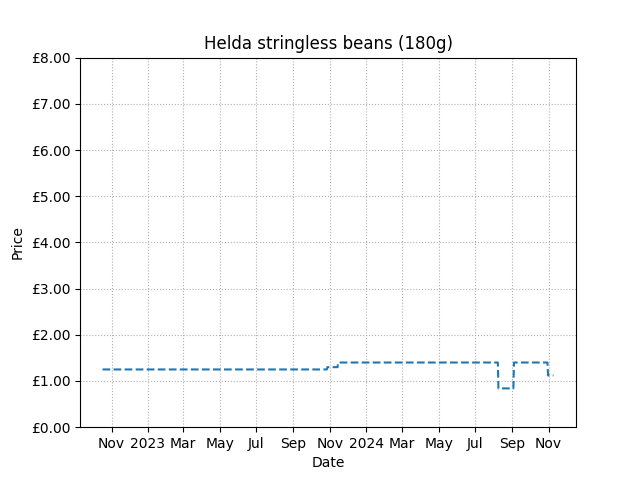 Helda stringless beans (180g)
£8.00
£7.00
£6.00
£5.00
£4.00
£3.00
£2.00
£1.00
£0.00
Price
Nov 2023 Mar May Jul Sep Nov 2024 Mar May Jul Sep Nov
Date